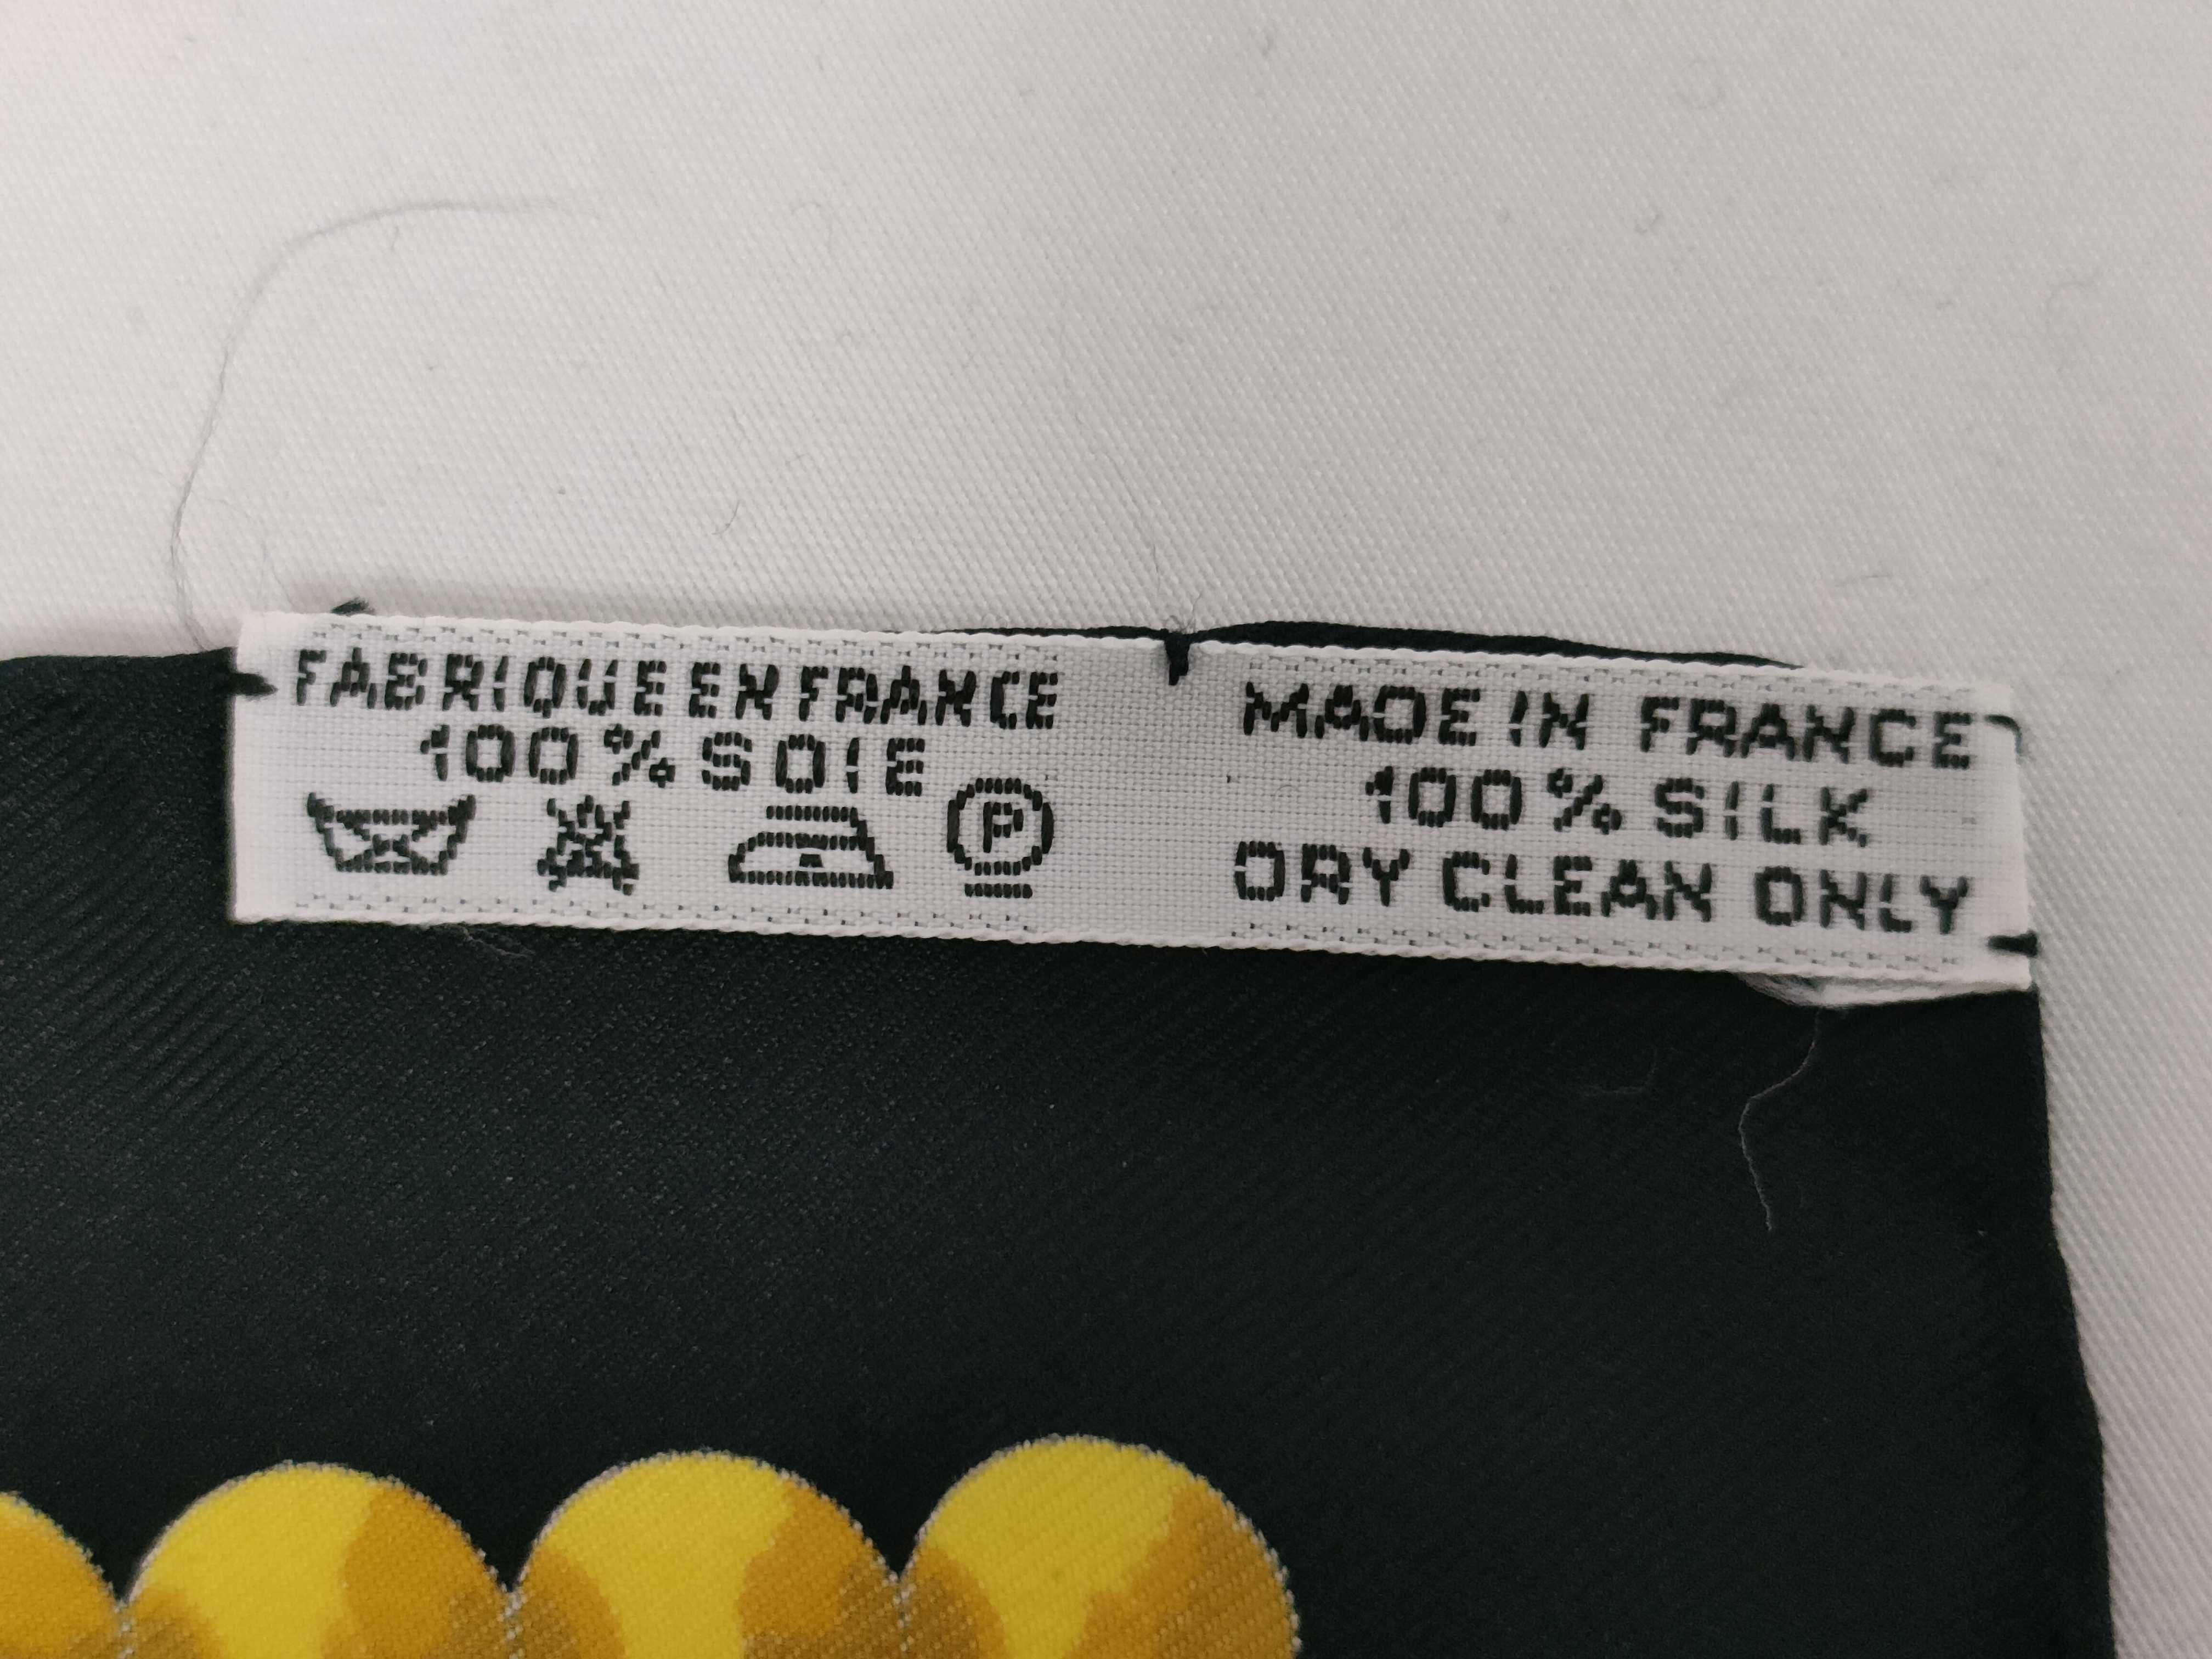 FABRIQUE EN FRANCE
100% SOIE
P
MADE IN FRANCE
100% SILK
DRY CLEAN ONLY